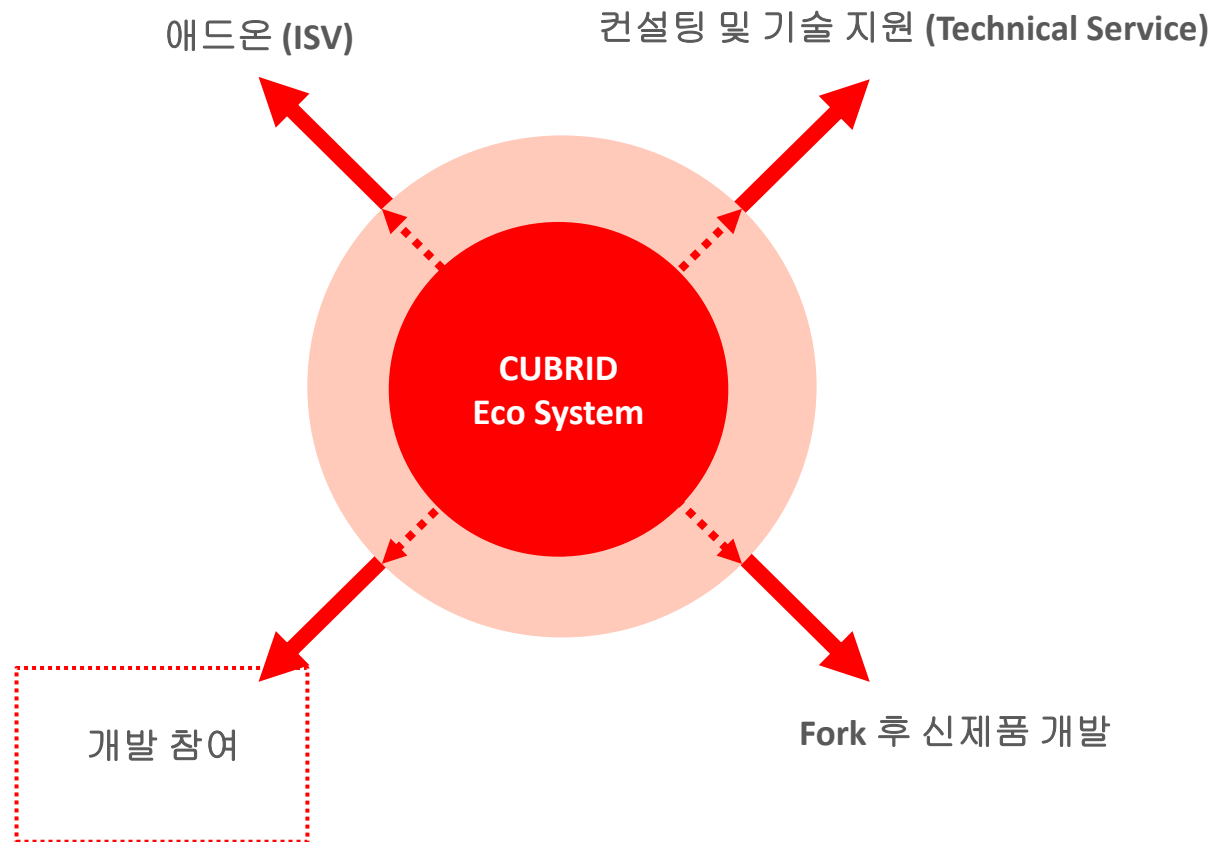 애드온 (ISV)
컨설팅 및 기술 지원 (Technical Service)
CUBRID
Eco System
개발 참여
Fork 후 신제품 개발